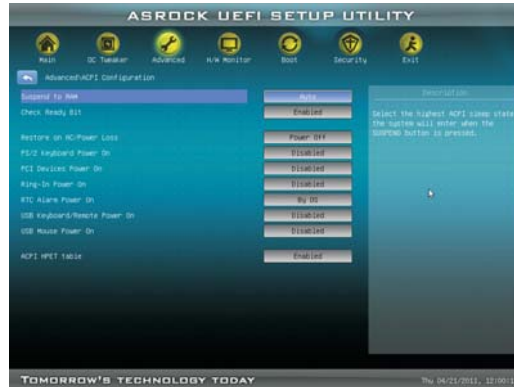 ASROCK UEFI SETUP UTILITY
Main OC Tweaker Advanced H/W Monitor Boot Security Exit
Advanced\ACPI Configuration
Suspend to RAM Auto
Check Ready Bit Enabled
Restore on AC/Power Loss Power Off
PS/2 Keyboard Power On Disabled
PCI Devices Power On Disabled
Ring-In Power On Disabled
RTC Alarm Power On By OS
USB Keyboard/Remote Power On Disabled
USB Mouse Power On Disabled
ACPI HPET table Enabled
Description
Select the highest ACPI sleep state
the system will enter when the
SUSPEND button is pressed.
TOMORROW'S TECHNOLOGY TODAY
Thu 04/21/2011, 12:00:1